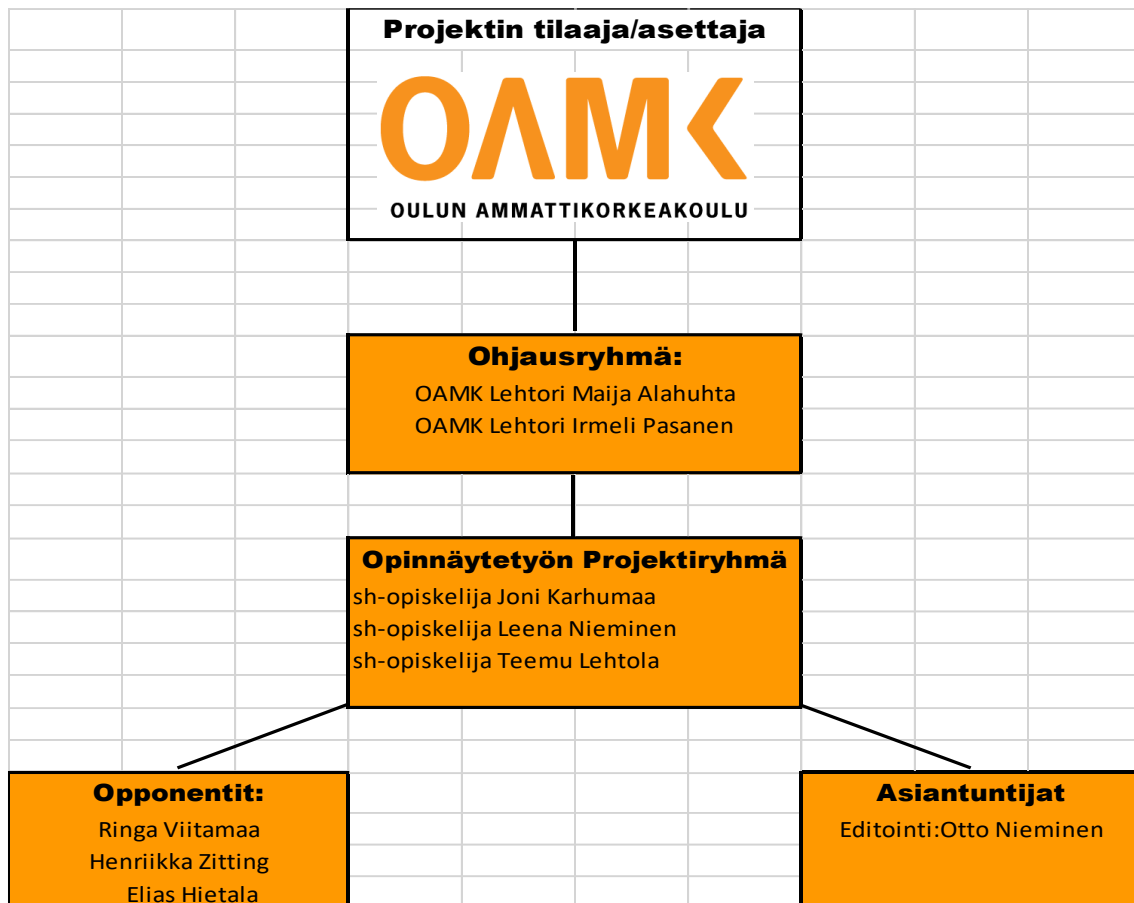 Projektin tilaaja/asettaja
OAMK
OULUN AMMATTIKORKEAKOULU
Ohjausryhmä:
OAMK Lehtori Maija Alahuhta
OAMK Lehtori Irmeli Pasanen
Opinnäytetyön Projektiryhmä
sh-opiskelija Joni Karhumaa
sh-opiskelija Leena Nieminen
sh-opiskelija Teemu Lehtola
Opponentit:
Ringa Viitamaa
Henriikka Zitting
Elias Hietala
Asiantuntijat
Editointi:Otto Nieminen